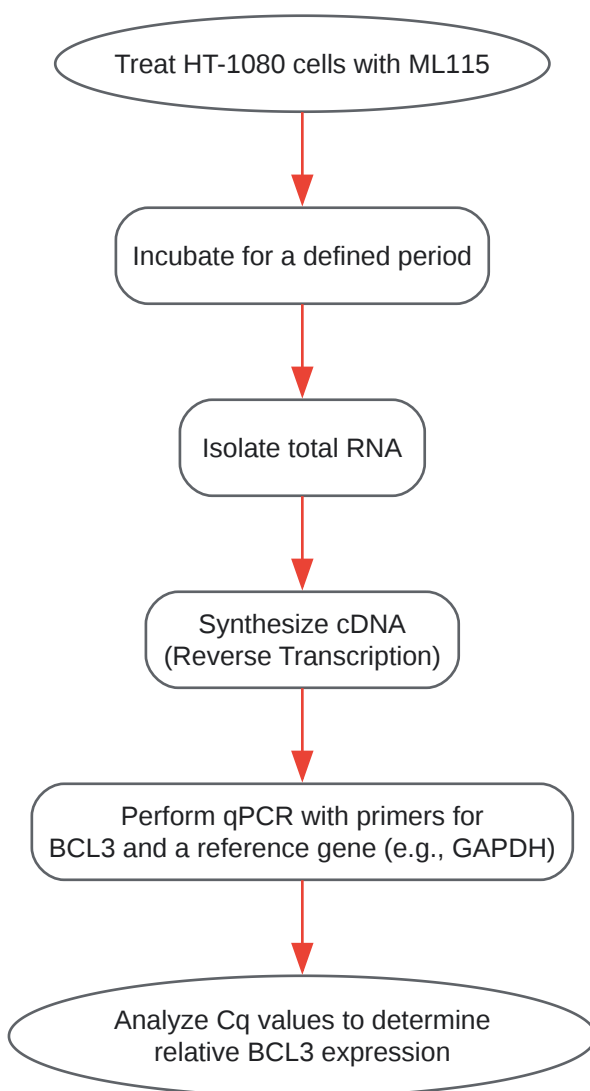 Treat HT-1080 cells with ML115
Incubate for a defined period
Isolate total RNA
Synthesize cDNA
(Reverse Transcription)
Perform qPCR with primers for
BCL3 and a reference gene (e.g., GAPDH)
Analyze Cq values to determine
relative BCL3 expression